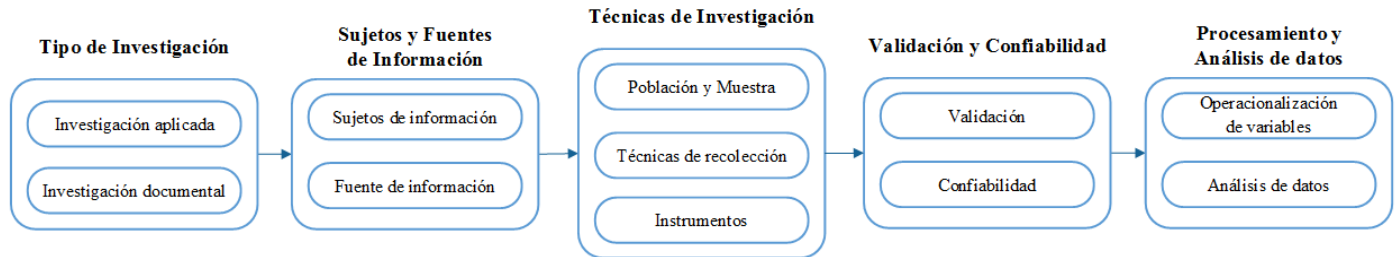 Tipo de Investigación
Investigación aplicada
Investigación documental
Sujetos y Fuentes
de Información
Sujetos de información
Fuente de información
Técnicas de Investigación
Población y Muestra
Técnicas de recolección
Instrumentos
Validación y Confiabilidad
Validación
Confiabilidad
Procesamiento y
Análisis de datos
Operacionalización
de variables
Análisis de datos